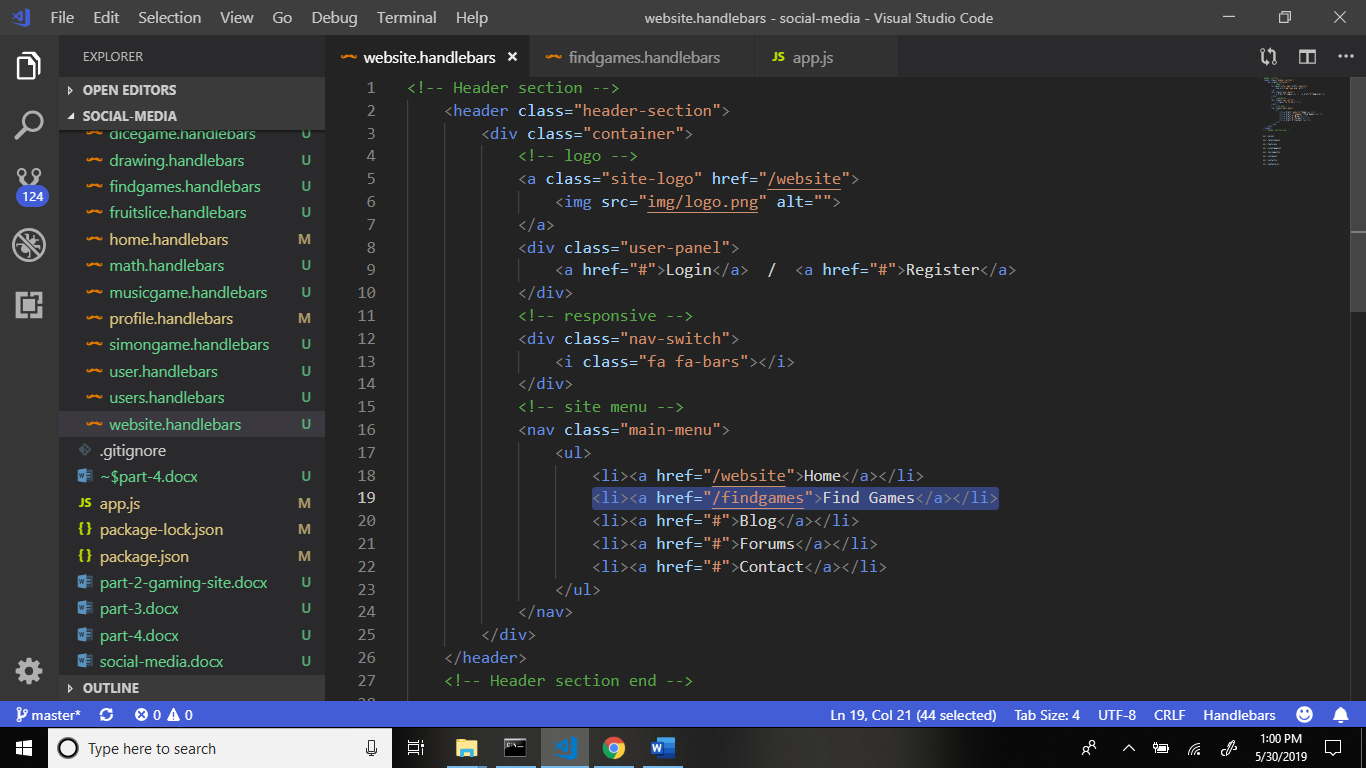 File Edit Selection View Go Debug Terminal Help website.handlebars - social-media - Visual Studio Code
EXPLORER
OPEN EDITORS
SOCIAL-MEDIA
dicegame.handlebars U
drawing.handlebars U
findgames.handlebars U
fruitslice.handlebars U
home.handlebars M
math.handlebars U
musicgame.handlebars U
profile.handlebars M
simongame.handlebars U
user.handlebars U
users.handlebars U
website.handlebars U
.gitignore
~$part-4.docx U
JS app.js M
{} package-lock.json M
{} package.json M
part-2-gaming-site.docx U
part-3.docx U
part-4.docx U
social-media.docx U
OUTLINE
124
website.handlebars findgames.handlebars JS app.js
1 <!-- Header section -->
2 <header class="header-section">
3 <div class="container">
4 <!-- logo -->
5 <a class="site-logo" href="/website">
6 <img src="img/logo.png" alt="">
7 </a>
8 <div class="user-panel">
9 <a href="#">Login</a> / <a href="#">Register</a>
10 </div>
11 <!-- responsive -->
12 <div class="nav-switch">
13 <i class="fa fa-bars"></i>
14 </div>
15 <!-- site menu -->
16 <nav class="main-menu">
17 <ul>
18 <li><a href="/website">Home</a></li>
19 <li><a href="/findgames">Find Games</a></li>
20 <li><a href="#">Blog</a></li>
21 <li><a href="#">Forums</a></li>
22 <li><a href="#">Contact</a></li>
23 </ul>
24 </nav>
25 </div>
26 </header>
27 <!-- Header section end -->
master* 0 0 Ln 19, Col 21 (44 selected) Tab Size: 4 UTF-8 CRLF Handlebars
Type here to search
1:00 PM
5/30/2019